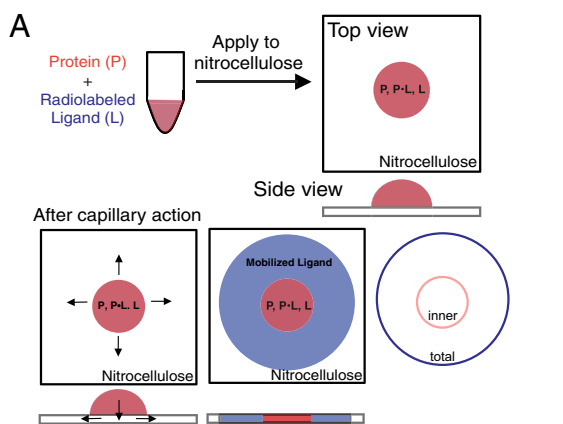 A
Protein (P)
+
Radiolabeled
Ligand (L)
Apply to
nitrocellulose
Top view
P, P•L, L
Nitrocellulose
Side view
After capillary action
P, P•L. L
Nitrocellulose
Mobilized Ligand
P, P•L, L
Nitrocellulose
inner
total